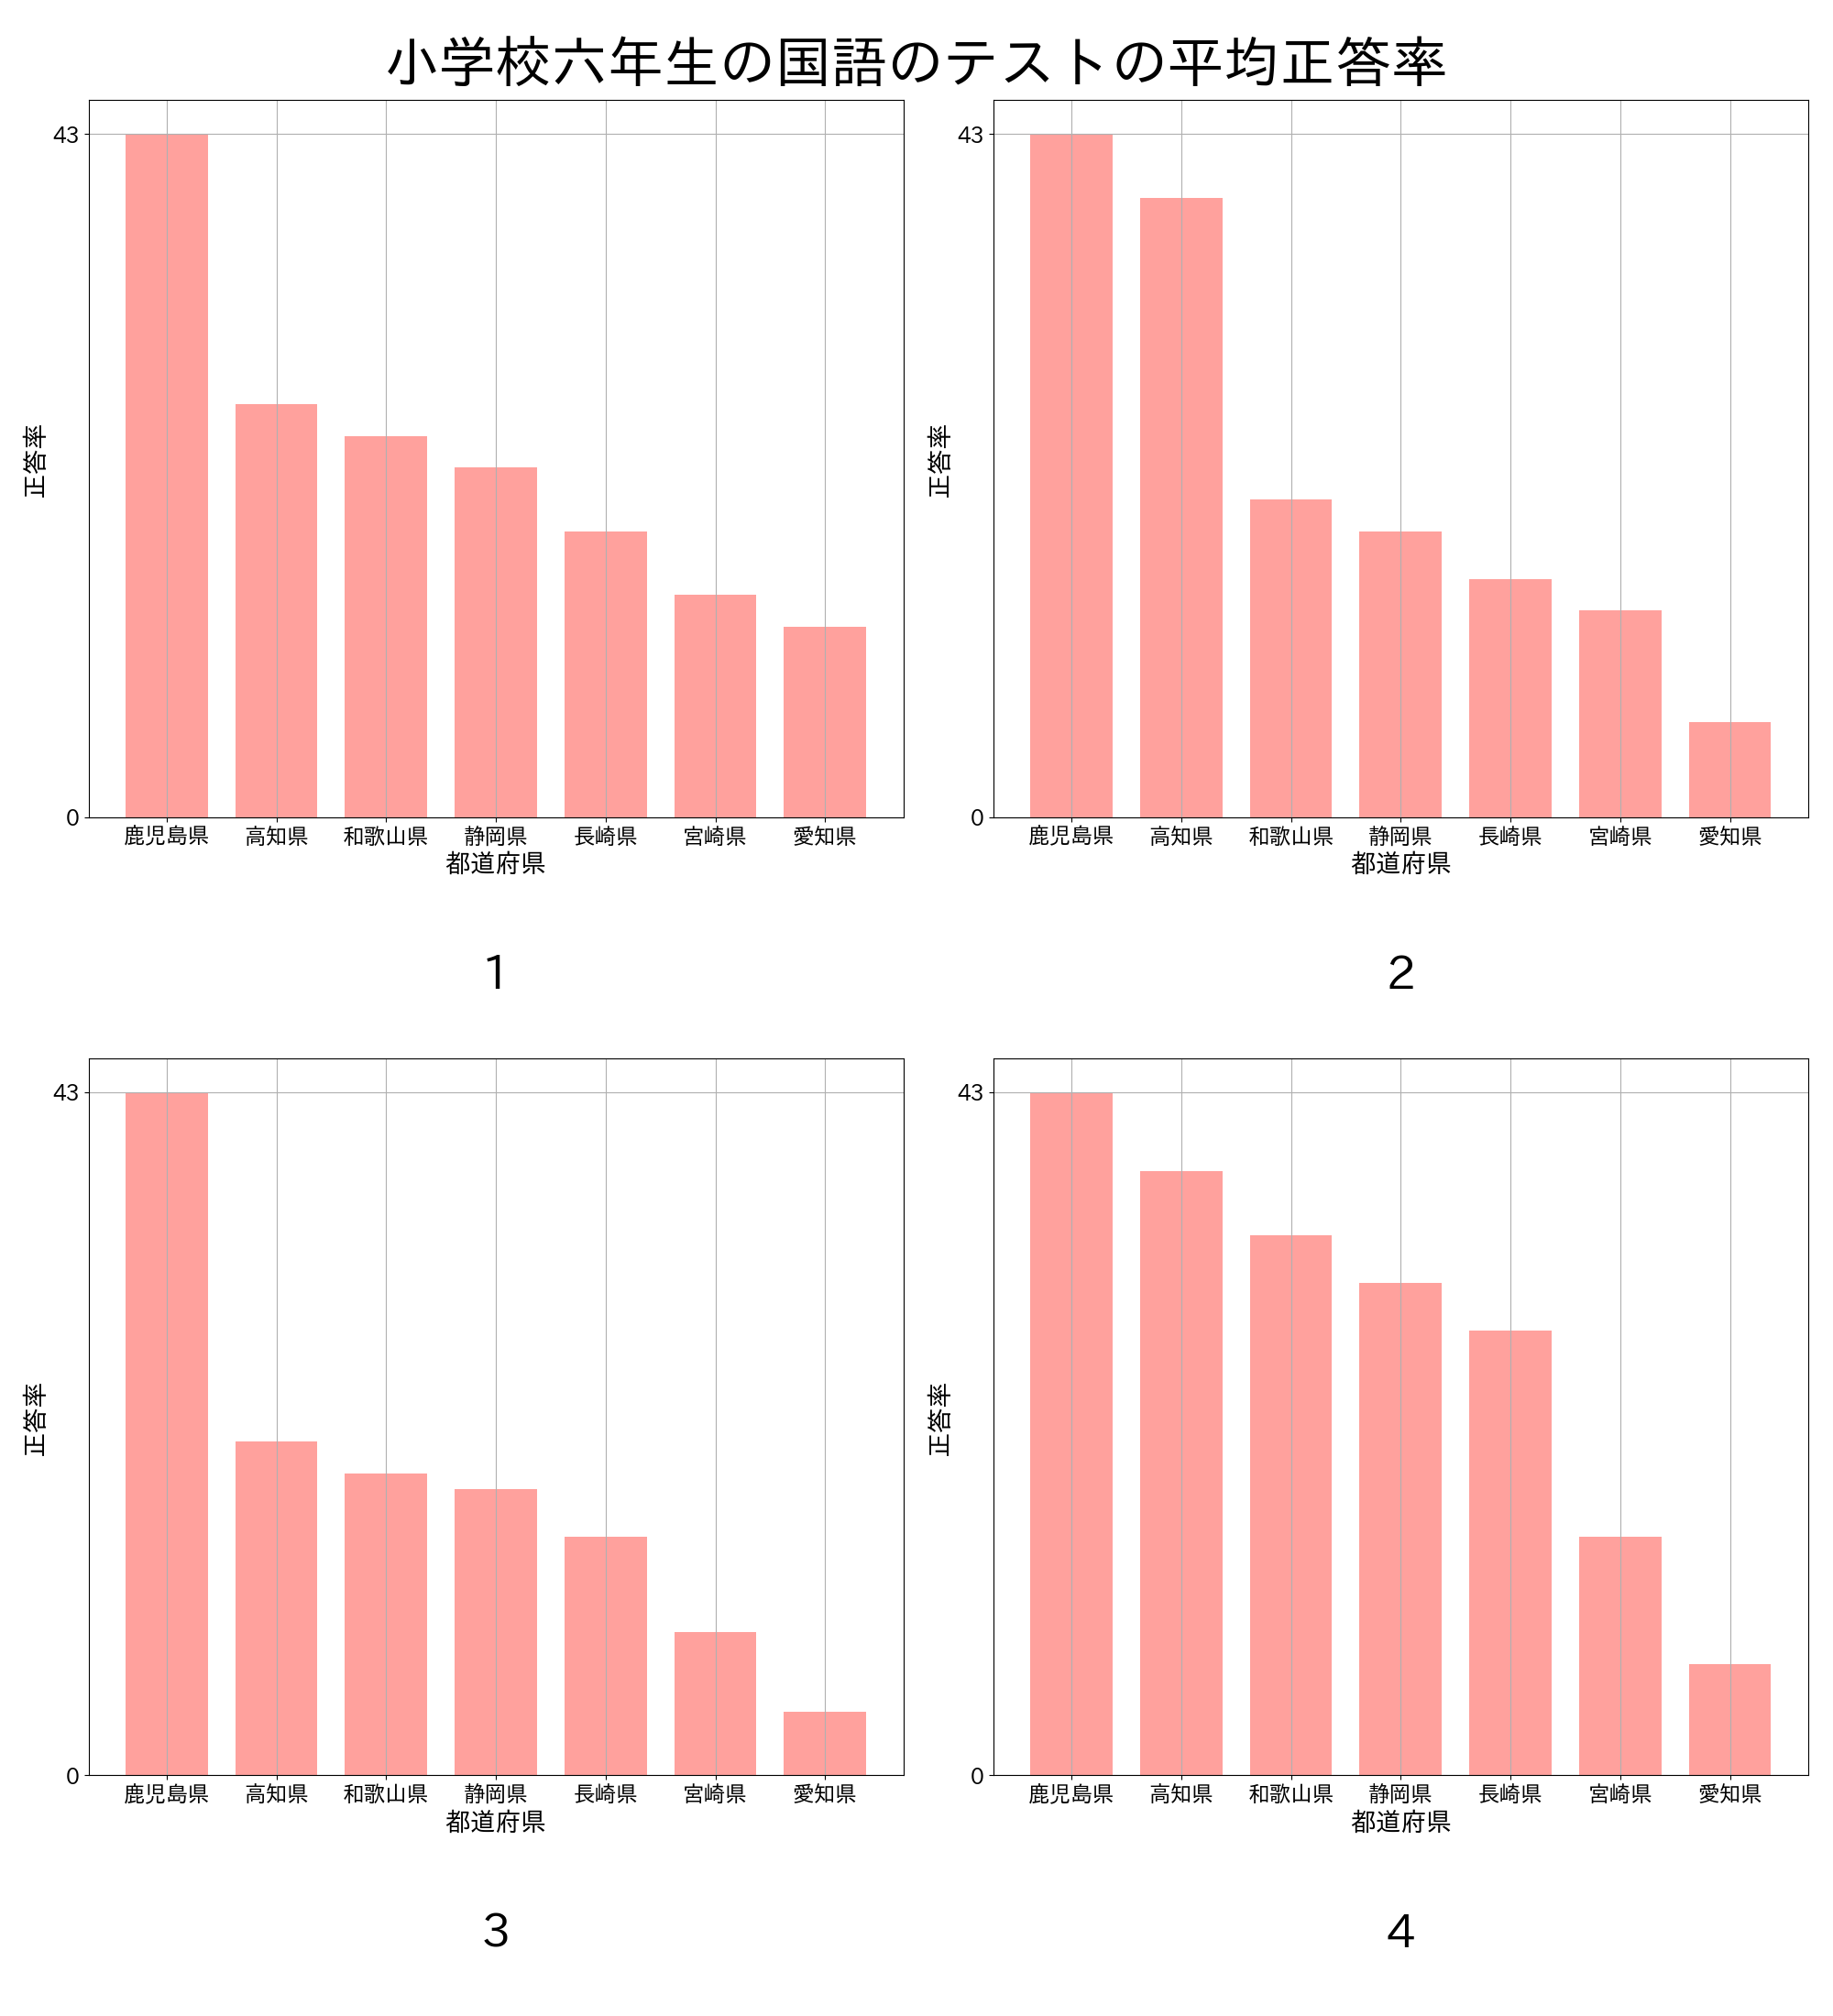 小学校六年生の国語のテストの平均正答率
43
0
正答率
鹿児島県 高知県 和歌山県 静岡県 長崎県 宮崎県 愛知県
都道府県
1
43
0
正答率
鹿児島県 高知県 和歌山県 静岡県 長崎県 宮崎県 愛知県
都道府県
2
43
0
正答率
鹿児島県 高知県 和歌山県 静岡県 長崎県 宮崎県 愛知県
都道府県
3
43
0
正答率
鹿児島県 高知県 和歌山県 静岡県 長崎県 宮崎県 愛知県
都道府県
4